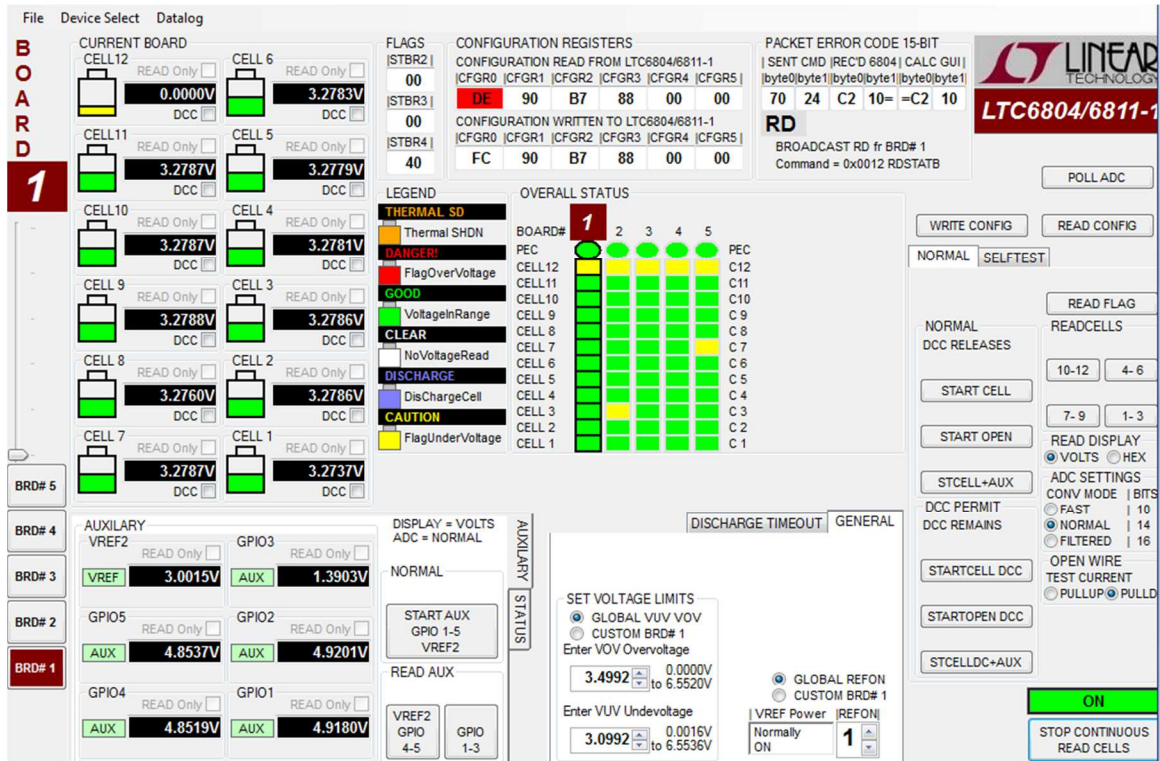 File Device Select Datalog
BOARD
1
CURRENT BOARD
CELL12 READ Only 0.0000V DCC
CELL 6 READ Only 3.2783V DCC
CELL11 READ Only 3.2787V DCC
CELL 5 READ Only 3.2779V DCC
CELL10 READ Only 3.2787V DCC
CELL 4 READ Only 3.2781V DCC
CELL 9 READ Only 3.2788V DCC
CELL 3 READ Only 3.2786V DCC
CELL 8 READ Only 3.2760V DCC
CELL 2 READ Only 3.2786V DCC
CELL 7 READ Only 3.2787V DCC
CELL 1 READ Only 3.2737V DCC
BRD# 5
BRD# 4
BRD# 3
BRD# 2
BRD# 1
FLAGS
|STBR2 |
00
|STBR3 |
00
|STBR4 |
40
CONFIGURATION REGISTERS
CONFIGURATION READ FROM LTC6804/6811-1
|CFGR0 |CFGR1 |CFGR2 |CFGR3 |CFGR4 |CFGR5 |
DE 90 B7 88 00 00
CONFIGURATION WRITTEN TO LTC6804/6811-1
|CFGR0 |CFGR1 |CFGR2 |CFGR3 |CFGR4 |CFGR5 |
FC 90 B7 88 00 00
PACKET ERROR CODE 15-BIT
| SENT CMD |REC'D 6804| CALC GUI |
|byte0|byte1||byte0|byte1||byte0|byte1|
70 24 C2 10= =C2 10
RD
BROADCAST RD fr BRD# 1
Command = 0x0012 RDSTATB
LINEAR
TECHNOLOGY
LTC6804/6811-1
LEGEND
THERMAL SD
Thermal SHDN
DANGER!
FlagOverVoltage
GOOD
VoltageInRange
CLEAR
NoVoltageRead
DISCHARGE
DisChargeCell
CAUTION
FlagUnderVoltage
OVERALL STATUS
BOARD# 1 2 3 4 5
PEC PEC
CELL12 C12
CELL11 C11
CELL10 C10
CELL 9 C 9
CELL 8 C 8
CELL 7 C 7
CELL 6 C 6
CELL 5 C 5
CELL 4 C 4
CELL 3 C 3
CELL 2 C 2
CELL 1 C 1
POLL ADC
WRITE CONFIG READ CONFIG
NORMAL SELFTEST
READ FLAG
NORMAL
DCC RELEASES
START CELL
START OPEN
STCELL+AUX
DCC PERMIT
DCC REMAINS
STARTCELL DCC
STARTOPEN DCC
STCELLDC+AUX
READCELLS
10-12 4- 6
7- 9 1- 3
READ DISPLAY
VOLTS HEX
ADC SETTINGS
CONV MODE | BITS
FAST | 10
NORMAL | 14
FILTERED | 16
OPEN WIRE
TEST CURRENT
PULLUP PULLD
ON
STOP CONTINUOUS
READ CELLS
AUXILARY
VREF2 READ Only VREF 3.0015V
GPIO3 READ Only AUX 1.3903V
GPIO5 READ Only AUX 4.8537V
GPIO2 READ Only AUX 4.9201V
GPIO4 READ Only AUX 4.8519V
GPIO1 READ Only AUX 4.9180V
DISPLAY = VOLTS
ADC = NORMAL
NORMAL
START AUX
GPIO 1-5
VREF2
READ AUX
VREF2
GPIO
4-5
GPIO
1-3
AUXILARY
STATUS
DISCHARGE TIMEOUT GENERAL
SET VOLTAGE LIMITS
GLOBAL VUV VOV
CUSTOM BRD# 1
Enter VOV Overvoltage
3.4992 0.0000V
to 6.5520V
Enter VUV Undevoltage
3.0992 0.0016V
to 6.5536V
GLOBAL REFON
CUSTOM BRD# 1
| VREF Power |REFON|
Normally
ON
1